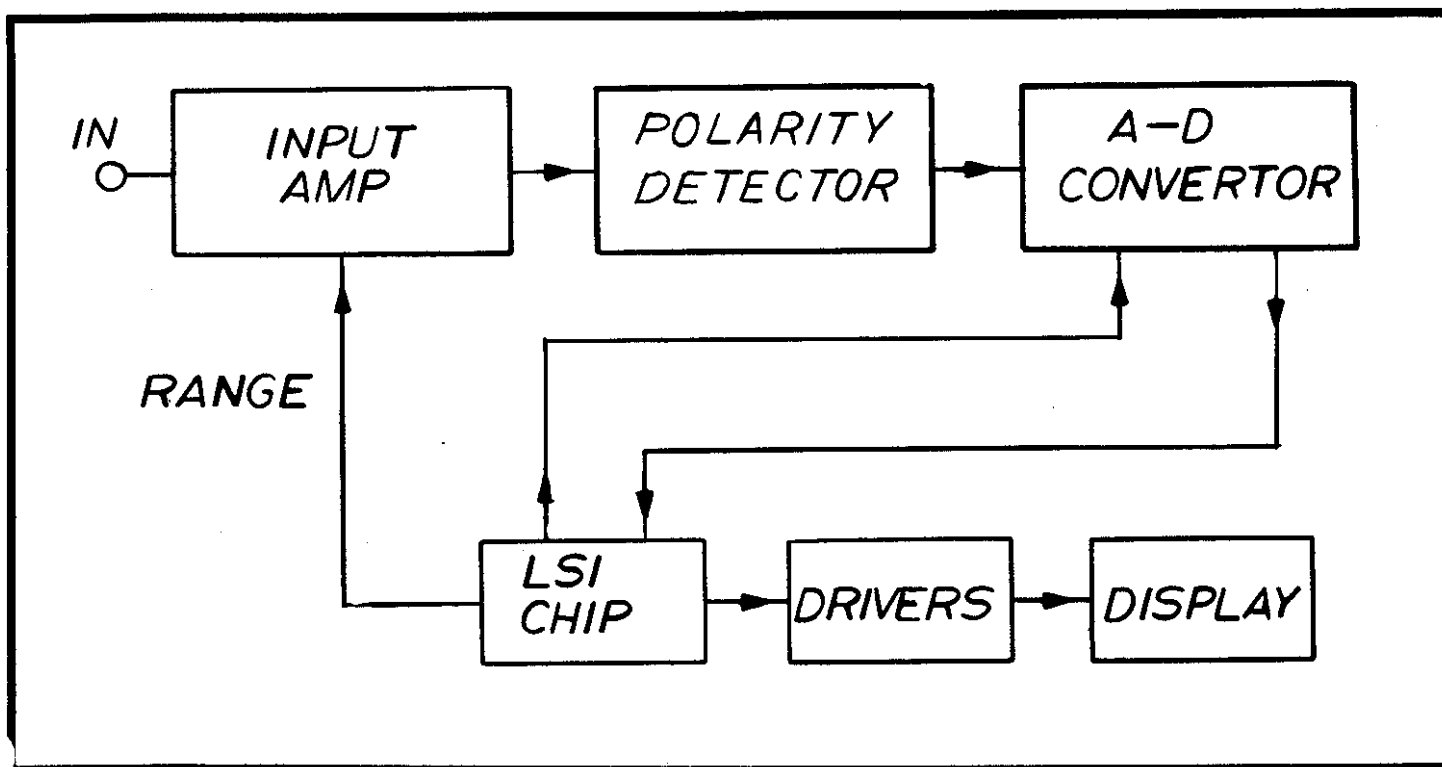 IN
INPUT
AMP
POLARITY
DETECTOR
A-D
CONVERTOR
RANGE
LSI
CHIP
DRIVERS
DISPLAY